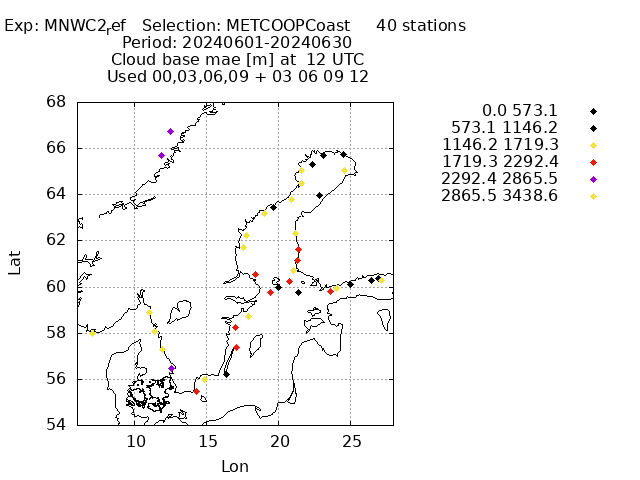 Exp: MNWC2ref Selection: METCOOPCoast 40 stations
Period: 20240601-20240630
Cloud base mae [m] at 12 UTC
Used 00,03,06,09 + 03 06 09 12
0.0 573.1
573.1 1146.2
1146.2 1719.3
1719.3 2292.4
2292.4 2865.5
2865.5 3438.6
68
66
64
62
60
58
56
54
Lat
10 15 20 25
Lon